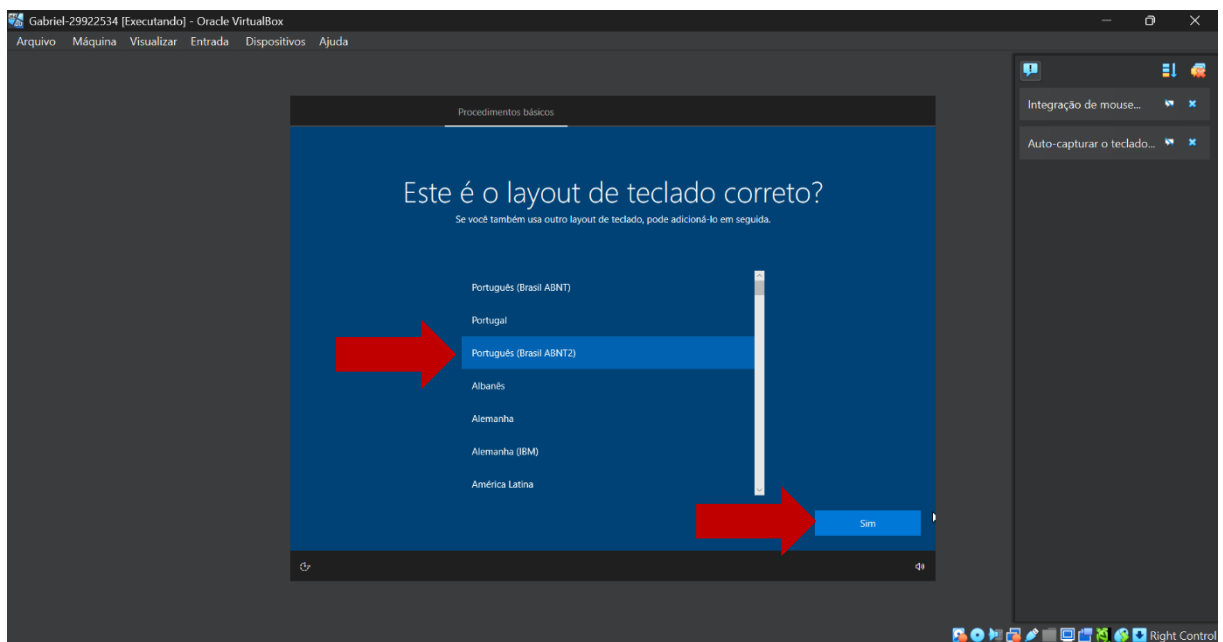 Gabriel-29922534 [Executando] - Oracle VirtualBox
Arquivo Máquina Visualizar Entrada Dispositivos Ajuda
Integração de mouse...
Auto-capturar o teclado...
Procedimentos básicos
Este é o layout de teclado correto?
Se você também usa outro layout de teclado, pode adicioná-lo em seguida.
Português (Brasil ABNT)
Portugal
Português (Brasil ABNT2)
Albanês
Alemanha
Alemanha (IBM)
América Latina
Sim
Right Control